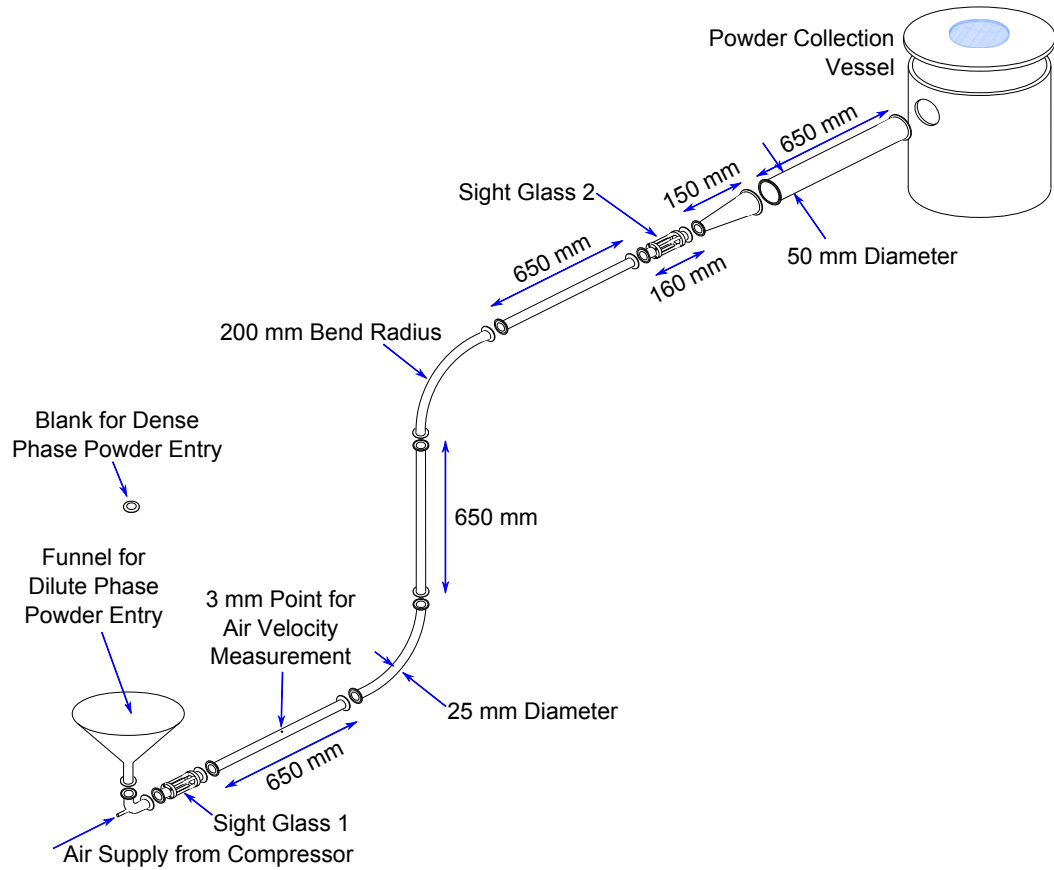 Powder Collection
Vessel
650 mm
150 mm
Sight Glass 2
50 mm Diameter
650 mm
160 mm
200 mm Bend Radius
Blank for Dense
Phase Powder Entry
650 mm
Funnel for
Dilute Phase
Powder Entry
3 mm Point for
Air Velocity
Measurement
25 mm Diameter
650 mm
Sight Glass 1
Air Supply from Compressor